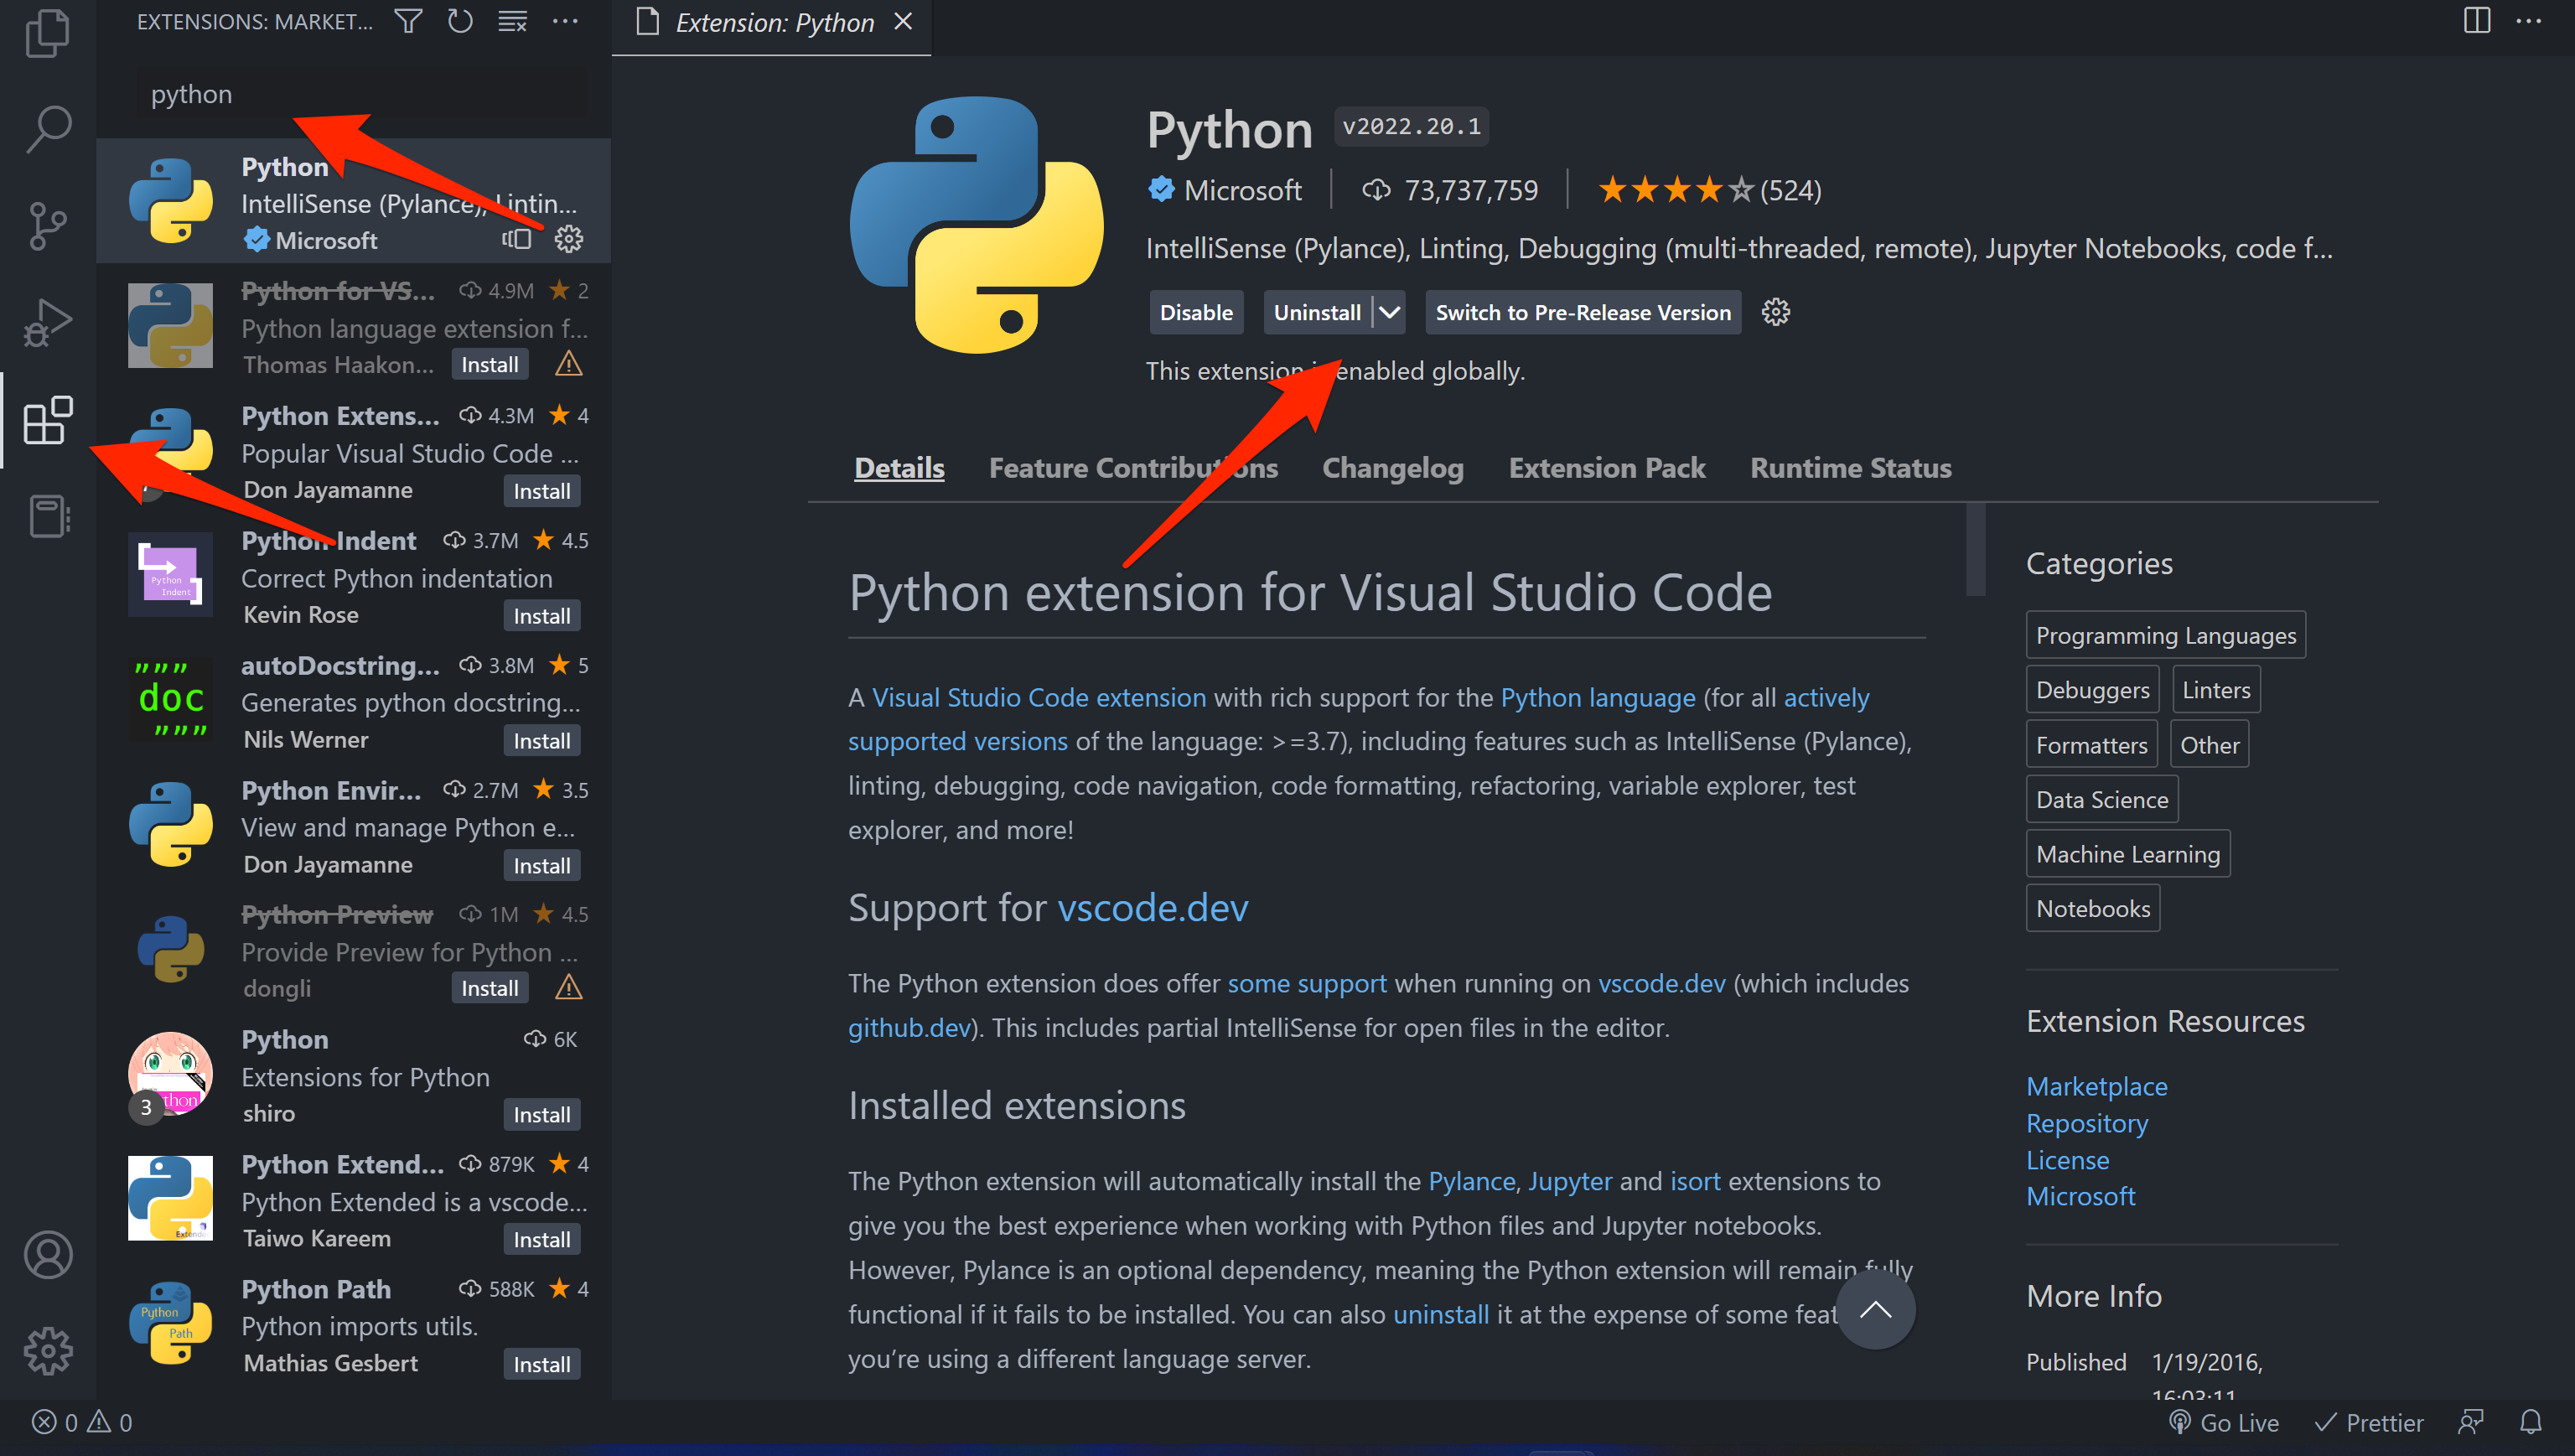 EXTENSIONS: MARKET...
python
Python
IntelliSense (Pylance), Lintin...
Microsoft
Python for VS... 4.9M 2
Python language extension f...
Thomas Haakon... Install
Python Extens... 4.3M 4
Popular Visual Studio Code ...
Don Jayamanne Install
Python Indent 3.7M 4.5
Correct Python indentation
Kevin Rose Install
Python
Indent
autoDocstring... 3.8M 5
Generates python docstring...
Nils Werner Install
"""
doc
"""
Python Envir... 2.7M 3.5
View and manage Python e...
Don Jayamanne Install
Python Preview 1M 4.5
Provide Preview for Python ...
dongli Install
Python 6K
Extensions for Python
shiro Install
3 thon
Python Extend... 879K 4
Python Extended is a vscode...
Taiwo Kareem Install
Python Path 588K 4
Python imports utils.
Mathias Gesbert Install
Python
Path
Extension: Python
Python v2022.20.1
Microsoft 73,737,759 (524)
IntelliSense (Pylance), Linting, Debugging (multi-threaded, remote), Jupyter Notebooks, code f...
Disable Uninstall Switch to Pre-Release Version
This extension enabled globally.
Details Feature Contributions Changelog Extension Pack Runtime Status
Python extension for Visual Studio Code
A Visual Studio Code extension with rich support for the Python language (for all actively
supported versions of the language: >=3.7), including features such as IntelliSense (Pylance),
linting, debugging, code navigation, code formatting, refactoring, variable explorer, test
explorer, and more!
Support for vscode.dev
The Python extension does offer some support when running on vscode.dev (which includes
github.dev). This includes partial IntelliSense for open files in the editor.
Installed extensions
The Python extension will automatically install the Pylance, Jupyter and isort extensions to
give you the best experience when working with Python files and Jupyter notebooks.
However, Pylance is an optional dependency, meaning the Python extension will remain fully
functional if it fails to be installed. You can also uninstall it at the expense of some feat
you’re using a different language server.
Categories
Programming Languages
Debuggers Linters
Formatters Other
Data Science
Machine Learning
Notebooks
Extension Resources
Marketplace
Repository
License
Microsoft
More Info
Published 1/19/2016,
16:03:11
0 0
Go Live Prettier